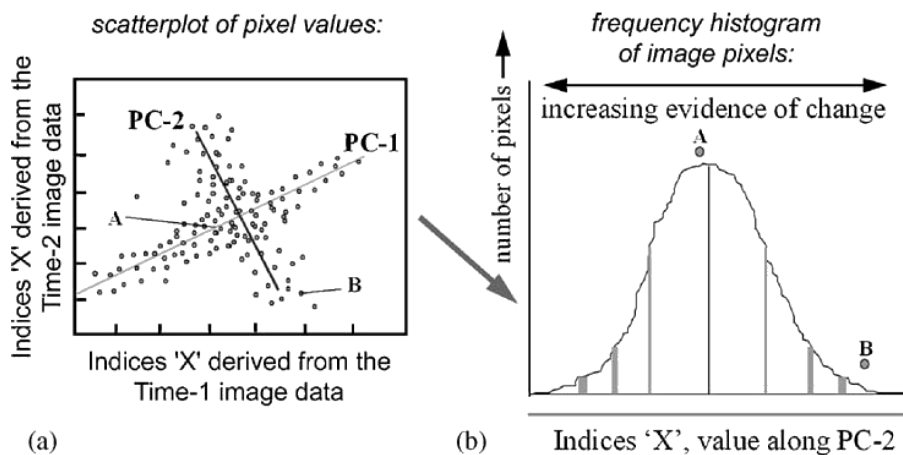 scatterplot of pixel values:
Indices 'X' derived from the
Time-2 image data
PC-2
PC-1
A
B
Indices 'X' derived from the
Time-1 image data
(a)
frequency histogram
of image pixels:
increasing evidence of change
number of pixels
A
B
(b)
Indices ‘X’, value along PC-2